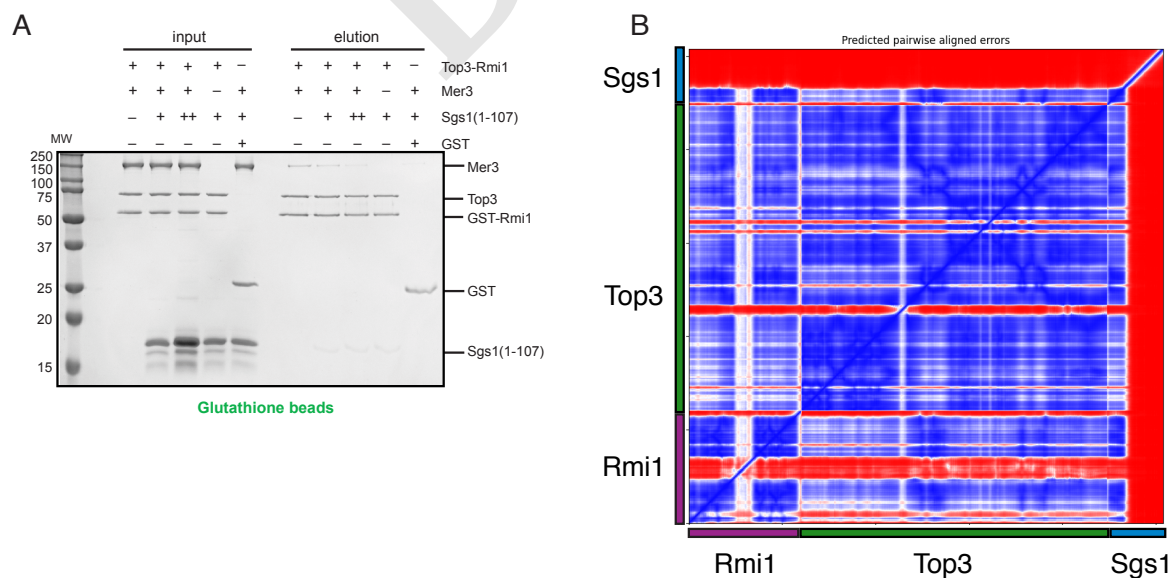 A
input
elution
+ + + + – + + + + – Top3-Rmi1
+ + + – + + + + – + Mer3
– + ++ + + – + ++ + + Sgs1(1-107)
– – – – + – – – – + GST
MW
250
150
100
75
50
37
25
20
15
Mer3
Top3
GST-Rmi1
GST
Sgs1(1-107)
Glutathione beads
B
Predicted pairwise aligned errors
Sgs1
Top3
Rmi1
Rmi1 Top3 Sgs1